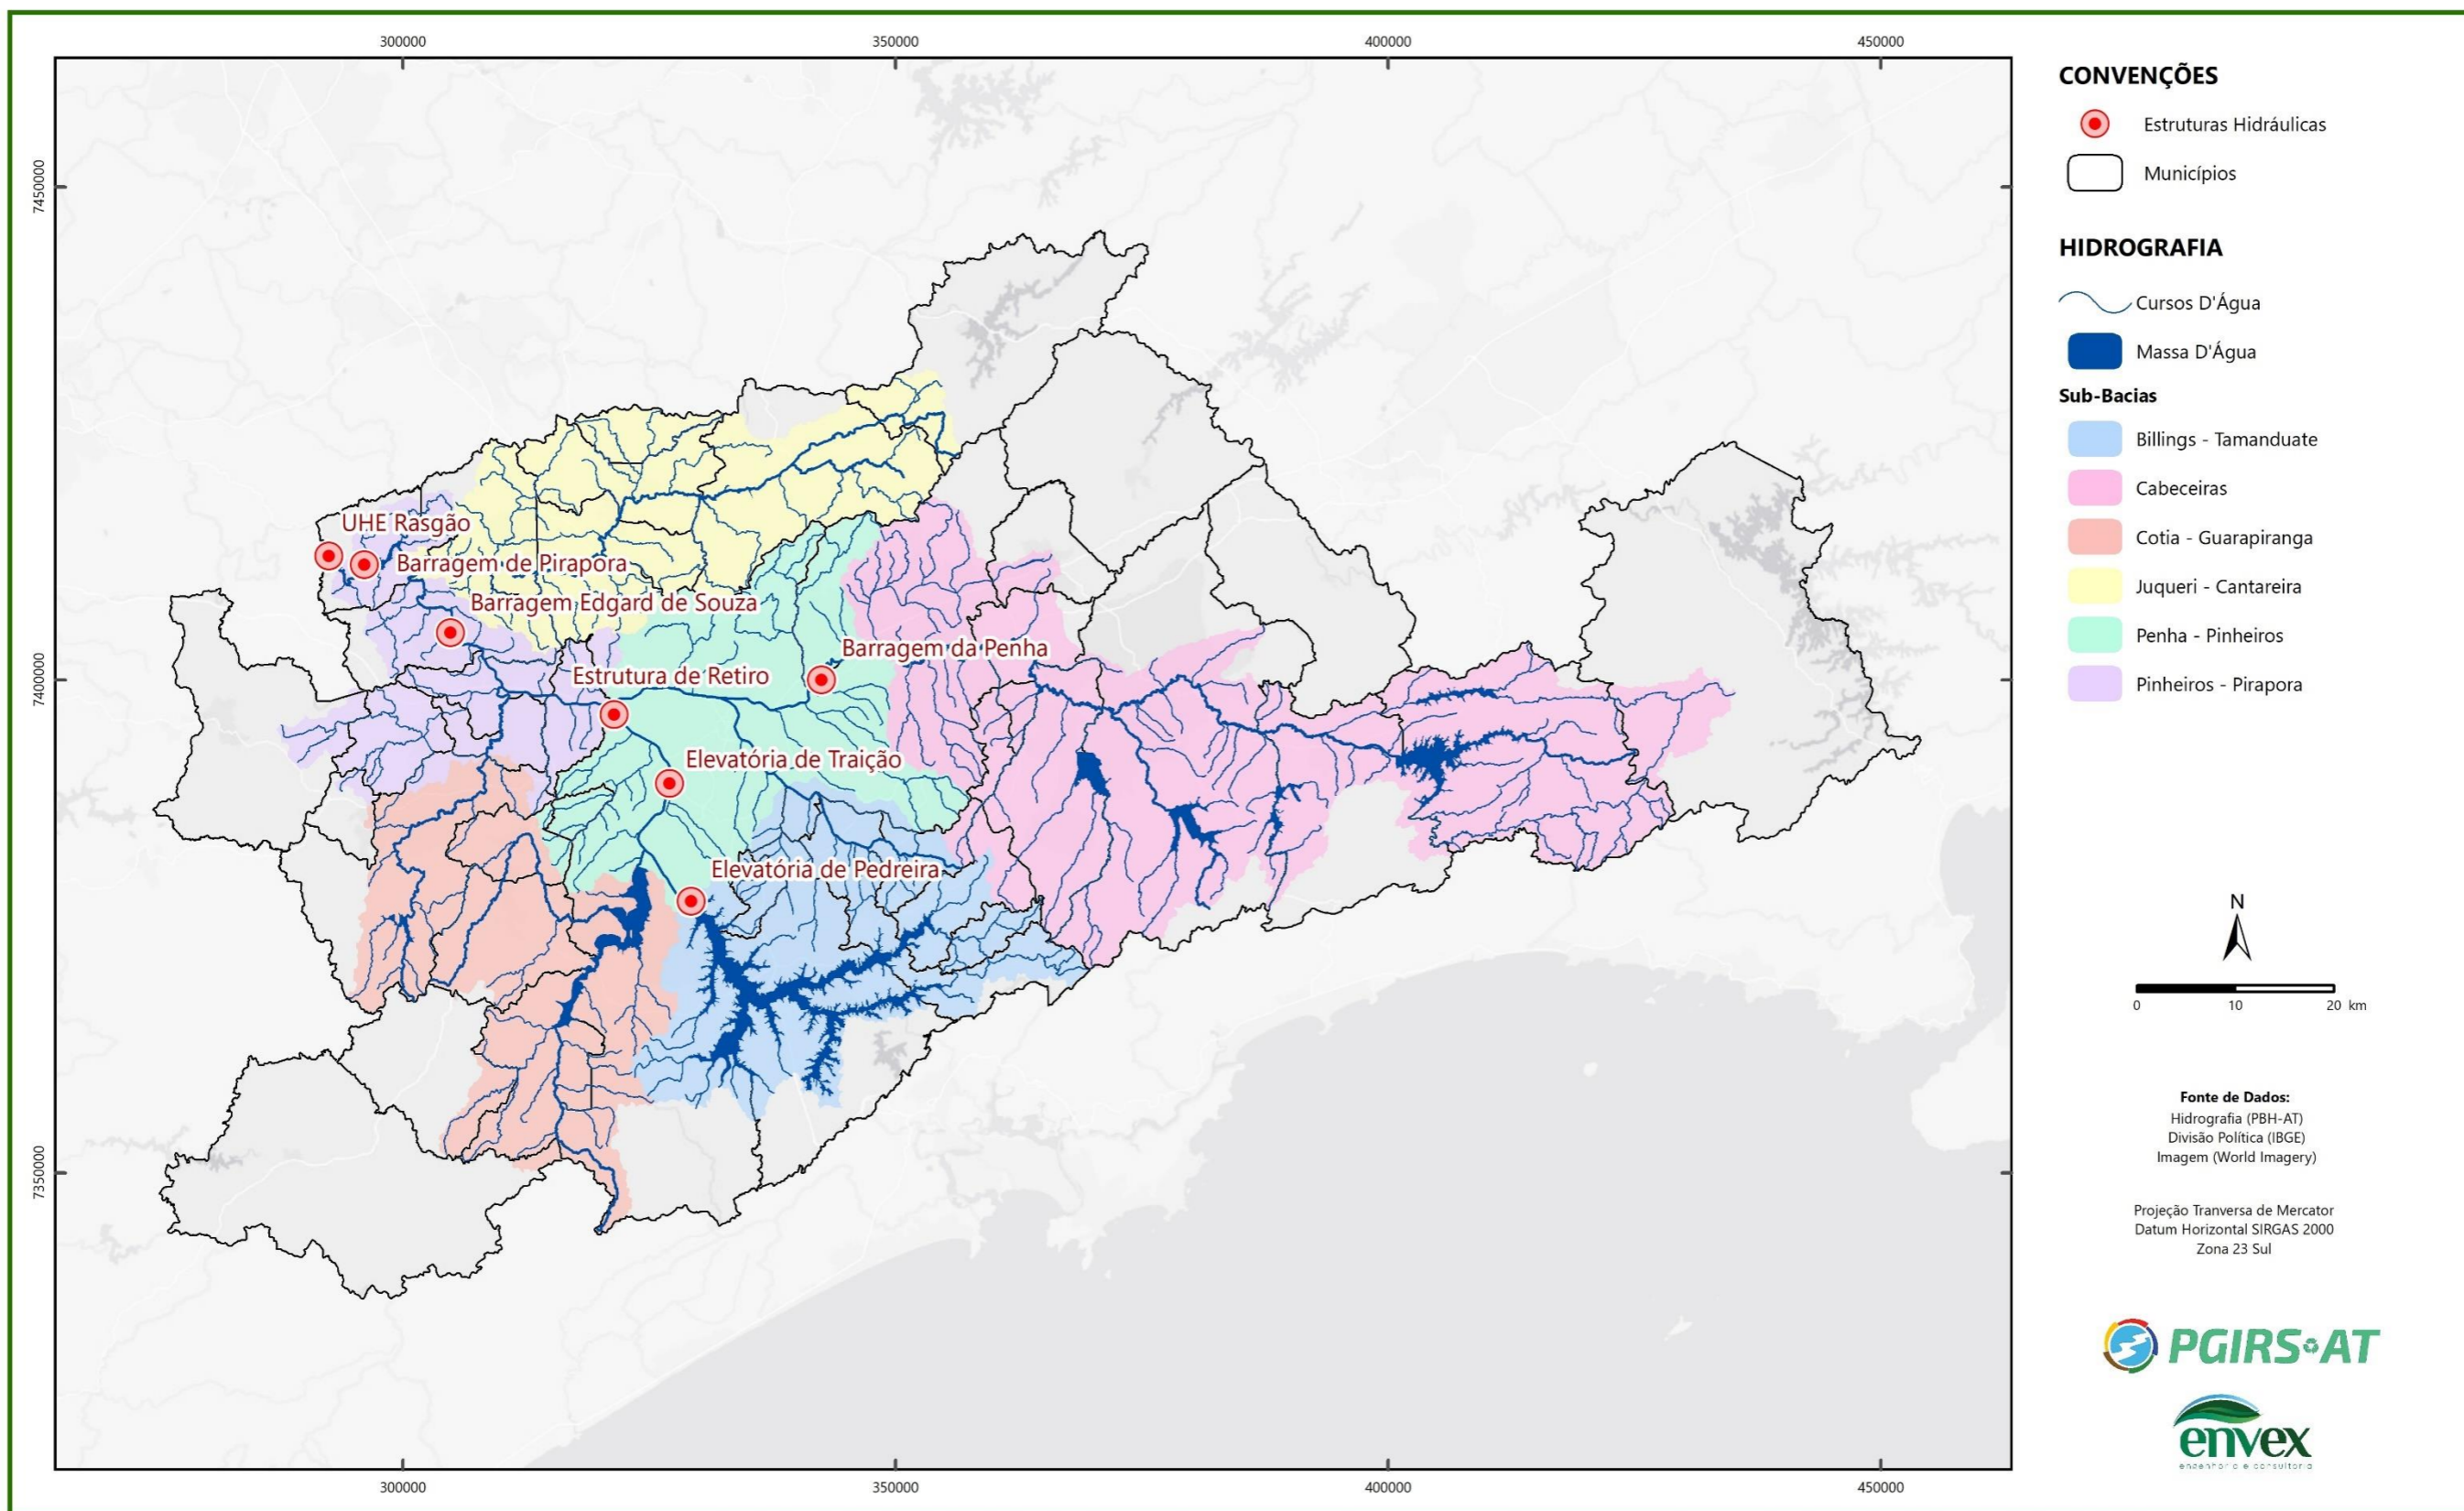 300000
350000
400000
450000
7450000
7400000
7350000
UHE Rasgão
Barragem de Pirapora
Barragem Edgard de Souza
Barragem da Penha
Estrutura de Retiro
Elevatória de Traição
Elevatória de Pedreira
300000
350000
400000
450000
CONVENÇÕES
Estruturas Hidráulicas
Municípios
HIDROGRAFIA
Cursos D'Água
Massa D'Água
Sub-Bacias
Billings - Tamanduate
Cabeceiras
Cotia - Guarapiranga
Juqueri - Cantareira
Penha - Pinheiros
Pinheiros - Pirapora
N
0 10 20 km
Fonte de Dados:
Hidrografia (PBH-AT)
Divisão Política (IBGE)
Imagem (World Imagery)
Projeção Tranversa de Mercator
Datum Horizontal SIRGAS 2000
Zona 23 Sul
PGIRS AT
envex
engenharia e consultoria